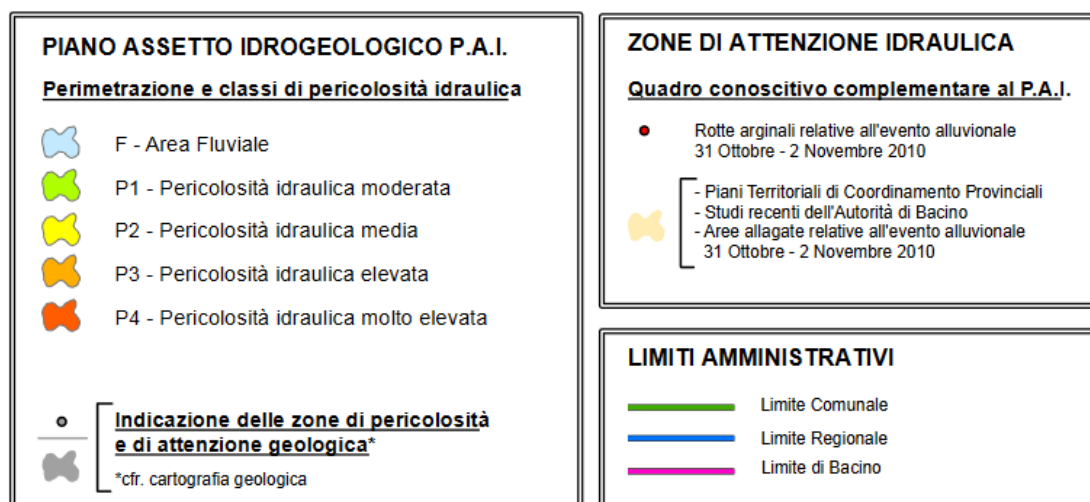 PIANO ASSETTO IDROGEOLOGICO P.A.I.
Perimetrazione e classi di pericolosità idraulica
F - Area Fluviale
P1 - Pericolosità idraulica moderata
P2 - Pericolosità idraulica media
P3 - Pericolosità idraulica elevata
P4 - Pericolosità idraulica molto elevata
Indicazione delle zone di pericolosità
e di attenzione geologica*
*cfr. cartografia geologica
ZONE DI ATTENZIONE IDRAULICA
Quadro conoscitivo complementare al P.A.I.
Rotte arginali relative all'evento alluvionale
31 Ottobre - 2 Novembre 2010
- Piani Territoriali di Coordinamento Provinciali
- Studi recenti dell'Autorità di Bacino
- Aree allagate relative all'evento alluvionale
31 Ottobre - 2 Novembre 2010
LIMITI AMMINISTRATIVI
Limite Comunale
Limite Regionale
Limite di Bacino